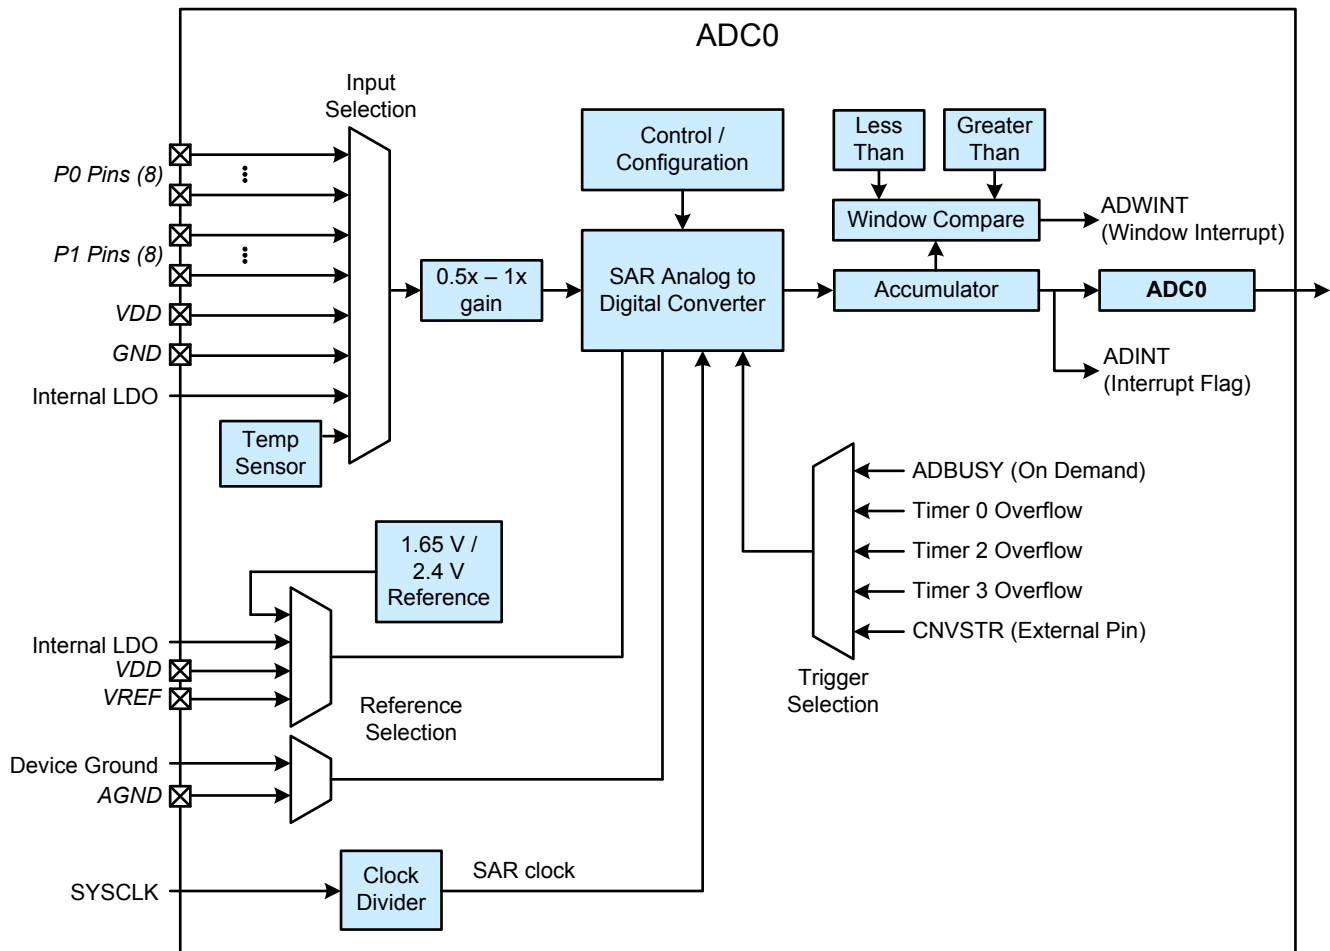 ADC0
Input
Selection
P0 Pins (8)
P1 Pins (8)
VDD
GND
Internal LDO
Temp
Sensor
0.5x – 1x
gain
Control /
Configuration
SAR Analog to
Digital Converter
Less
Than
Greater
Than
Window Compare
ADWINT
(Window Interrupt)
Accumulator
ADC0
ADINT
(Interrupt Flag)
ADBUSY (On Demand)
Timer 0 Overflow
Timer 2 Overflow
Timer 3 Overflow
CNVSTR (External Pin)
Trigger
Selection
1.65 V /
2.4 V
Reference
Internal LDO
VDD
VREF
Reference
Selection
Device Ground
AGND
SYSCLK
Clock
Divider
SAR clock